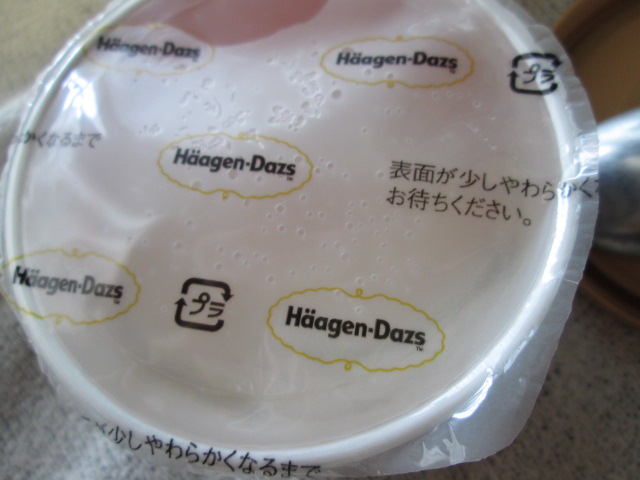 Häagen-Dazs
Häagen-Dazs
プラ
かくなるまで
Häagen-Dazs
表面が少しやわらかく
お待ちください。
Häagen-Dazs
プラ
Häagen-Dazs
TM
少しやわらかくなるまで